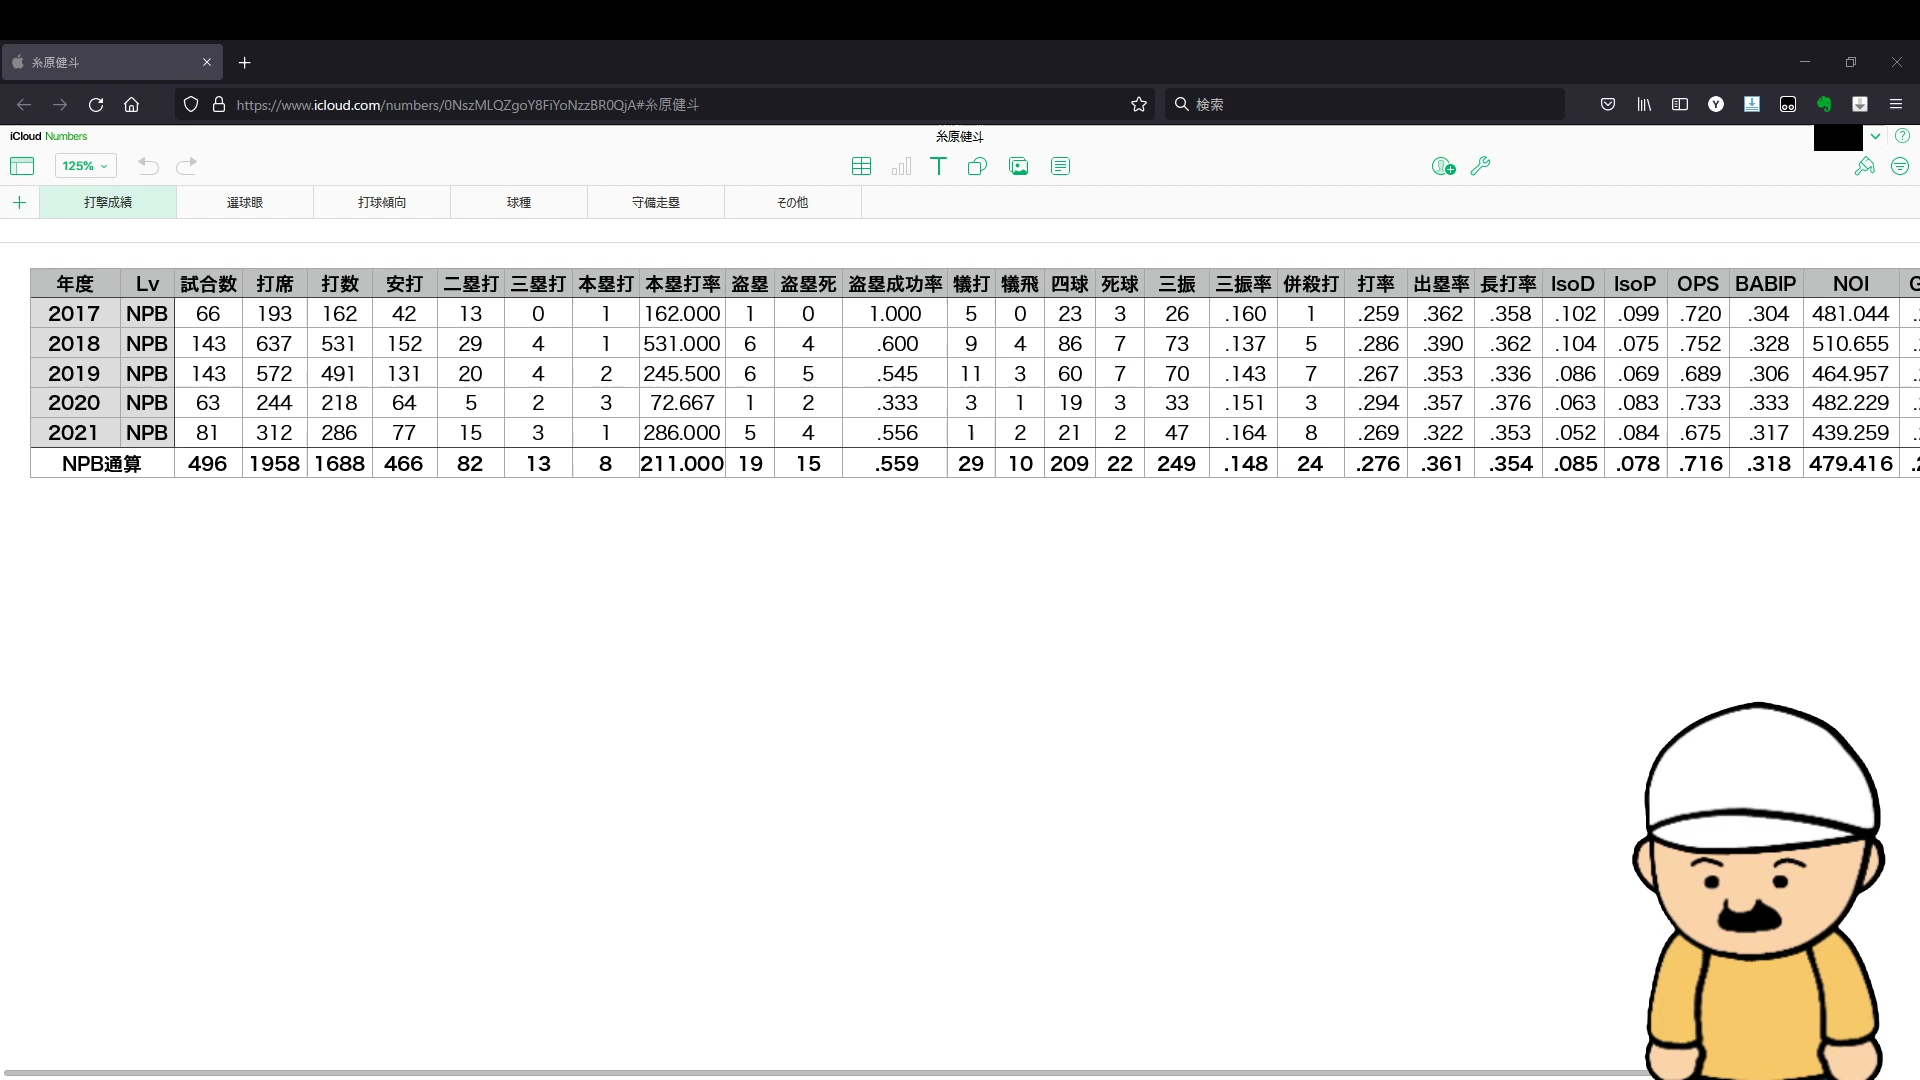 糸原健斗
https://www.icloud.com/numbers/0NszMLQZgoY8FiYoNzzBR0QjA#糸原健斗
検索
iCloud Numbers
糸原健斗
125%
打撃成績 選球眼 打球傾向 球種 守備走塁 その他
年度 Lv 試合数 打席 打数 安打 二塁打 三塁打 本塁打 本塁打率 盗塁 盗塁死 盗塁成功率 犠打 犠飛 四球 死球 三振 三振率 併殺打 打率 出塁率 長打率 IsoD IsoP OPS BABIP NOI
2017 NPB 66 193 162 42 13 0 1 162.000 1 0 1.000 5 0 23 3 26 .160 1 .259 .362 .358 .102 .099 .720 .304 481.044
2018 NPB 143 637 531 152 29 4 1 531.000 6 4 .600 9 4 86 7 73 .137 5 .286 .390 .362 .104 .075 .752 .328 510.655
2019 NPB 143 572 491 131 20 4 2 245.500 6 5 .545 11 3 60 7 70 .143 7 .267 .353 .336 .086 .069 .689 .306 464.957
2020 NPB 63 244 218 64 5 2 3 72.667 1 2 .333 3 1 19 3 33 .151 3 .294 .357 .376 .063 .083 .733 .333 482.229
2021 NPB 81 312 286 77 15 3 1 286.000 5 4 .556 1 2 21 2 47 .164 8 .269 .322 .353 .052 .084 .675 .317 439.259
NPB通算 496 1958 1688 466 82 13 8 211.000 19 15 .559 29 10 209 22 249 .148 24 .276 .361 .354 .085 .078 .716 .318 479.416